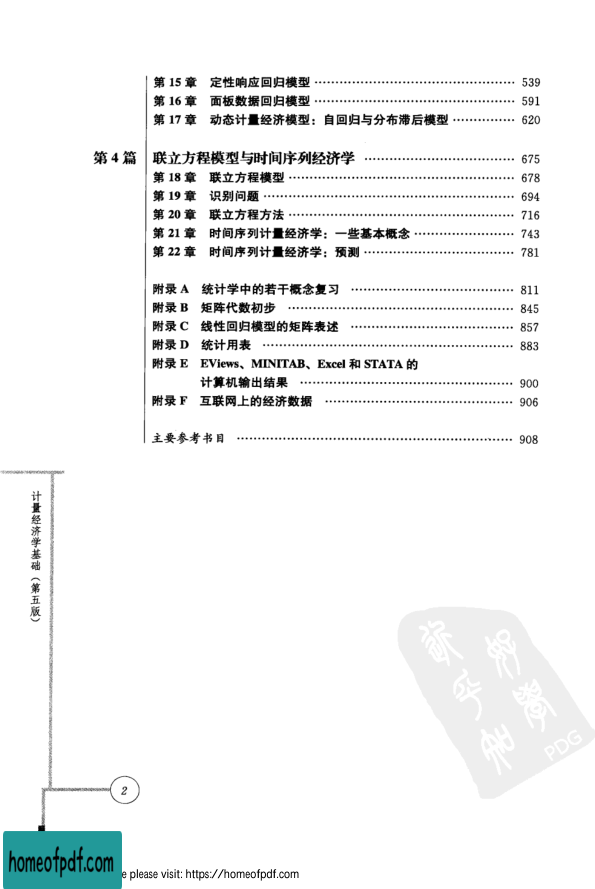 第 15 章 定性响应回归模型 ………………………………………… 539
第 16 章 面板数据回归模型 ………………………………………… 591
第 17 章 动态计量经济模型：自回归与分布滞后模型 …………… 620
第 4 篇 联立方程模型与时间序列经济学 ……………………………… 675
第 18 章 联立方程模型 ……………………………………………… 678
第 19 章 识别问题 …………………………………………………… 694
第 20 章 联立方程方法 ……………………………………………… 716
第 21 章 时间序列计量经济学：一些基本概念 …………………… 743
第 22 章 时间序列计量经济学：预测 ……………………………… 781
附录 A 统计学中的若干概念复习 ………………………………… 811
附录 B 矩阵代数初步 ……………………………………………… 845
附录 C 线性回归模型的矩阵表述 ………………………………… 857
附录 D 统计用表 …………………………………………………… 883
附录 E EViews、MINITAB、Excel 和 STATA 的
计算机输出结果 …………………………………………… 900
附录 F 互联网上的经济数据 ……………………………………… 906
主要参考书目 ………………………………………………………… 908
计量经济学基础（第五版）
PDG
2
homeofpdf.com
e please visit: https://homeofpdf.com